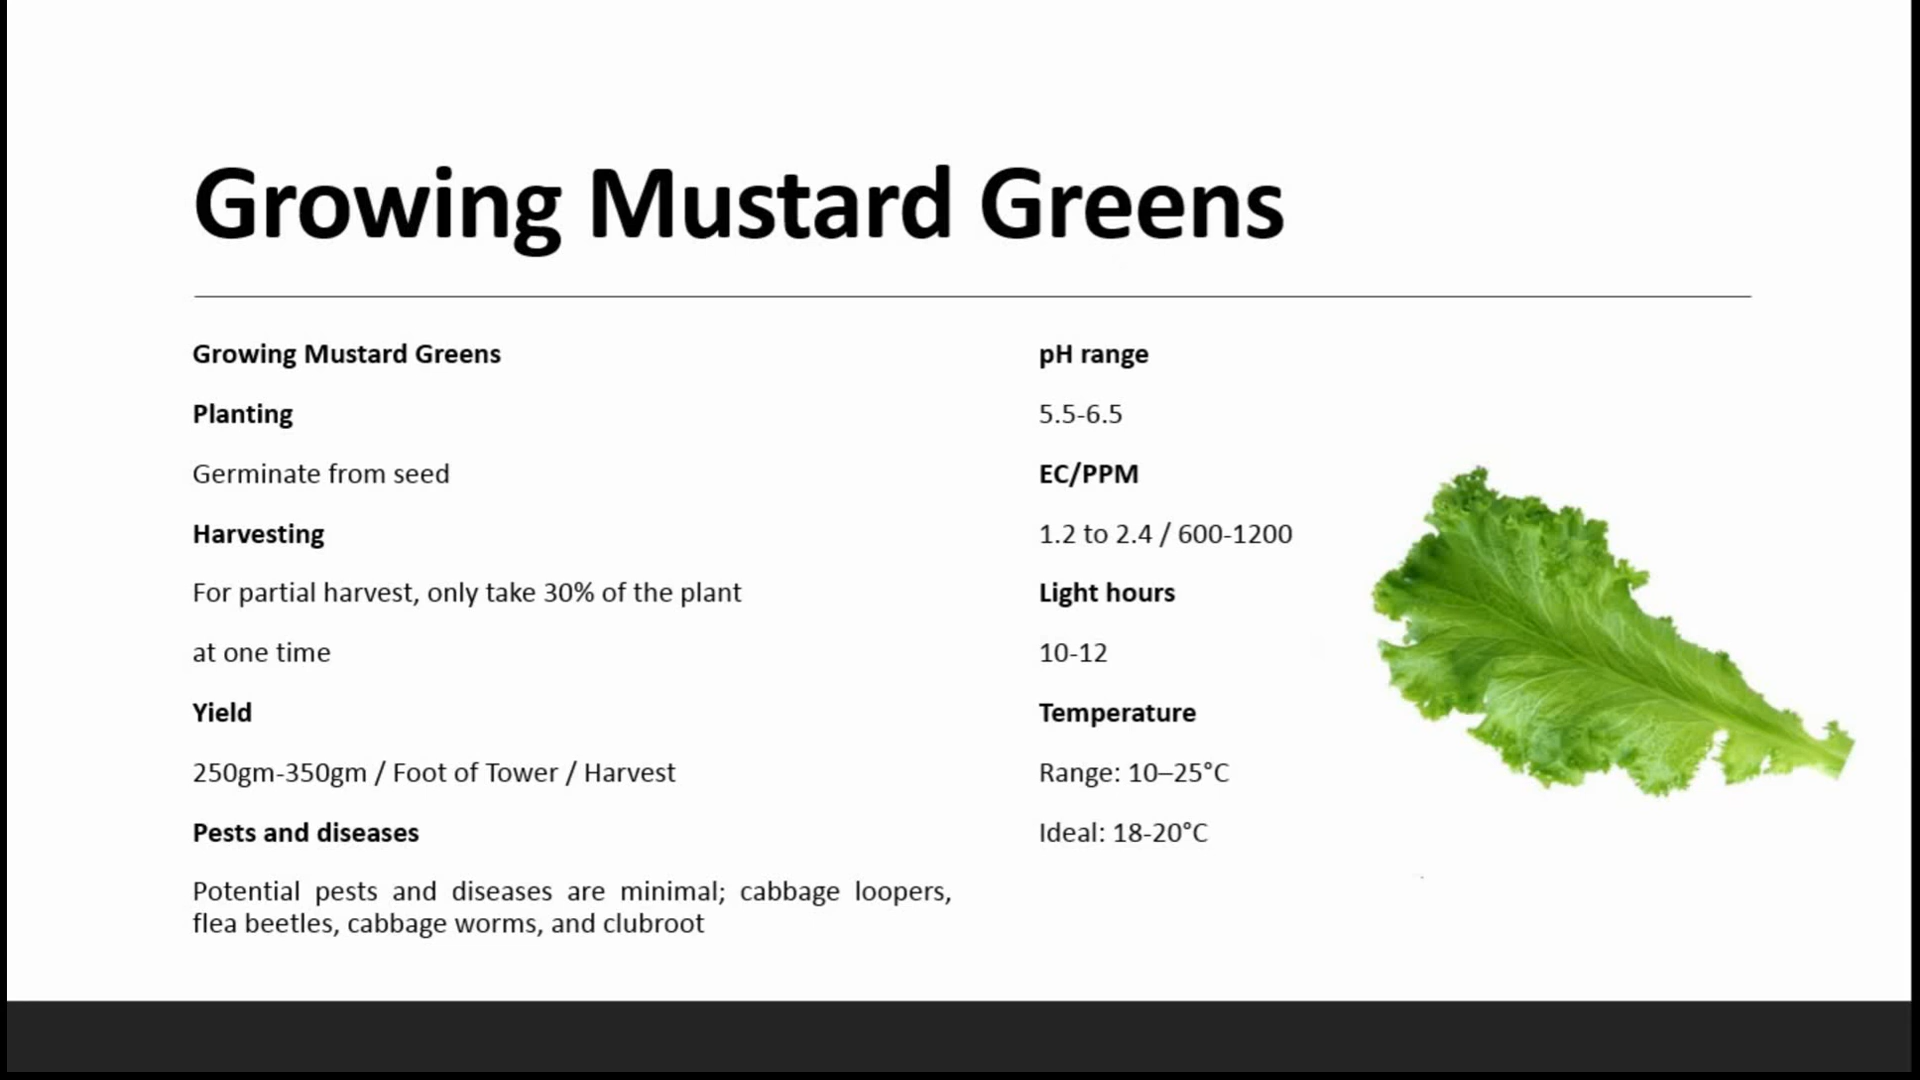 Growing Mustard Greens
Growing Mustard Greens
Planting
Germinate from seed
Harvesting
For partial harvest, only take 30% of the plant
at one time
Yield
250gm-350gm / Foot of Tower / Harvest
Pests and diseases
Potential pests and diseases are minimal; cabbage loopers,
flea beetles, cabbage worms, and clubroot
pH range
5.5-6.5
EC/PPM
1.2 to 2.4 / 600-1200
Light hours
10-12
Temperature
Range: 10–25°C
Ideal: 18-20°C